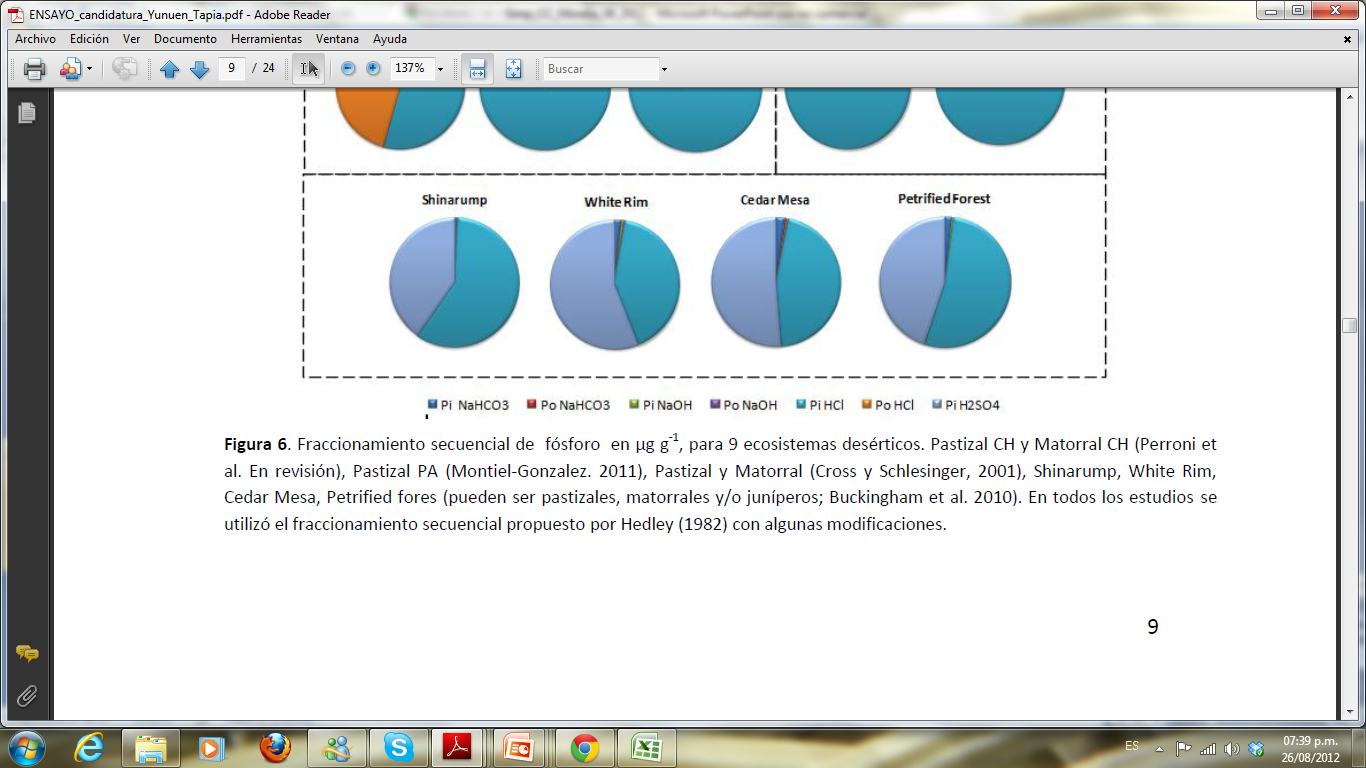 ENSAYO_candidatura_Yunuen_Tapia.pdf - Adobe Reader
Archivo Edición Ver Documento Herramientas Ventana Ayuda
9 / 24 137% Buscar
Shinarump White Rim Cedar Mesa Petrified Forest
Pi NaHCO3 Po NaHCO3 Pi NaOH Po NaOH Pi HCl Po HCl Pi H2SO4
Figura 6. Fraccionamiento secuencial de fósforo en µg g-1, para 9 ecosistemas desérticos. Pastizal CH y Matorral CH (Perroni et
al. En revisión), Pastizal PA (Montiel-Gonzalez. 2011), Pastizal y Matorral (Cross y Schlesinger, 2001), Shinarump, White Rim,
Cedar Mesa, Petrified fores (pueden ser pastizales, matorrales y/o juníperos; Buckingham et al. 2010). En todos los estudios se
utilizó el fraccionamiento secuencial propuesto por Hedley (1982) con algunas modificaciones.
9
ES
07:39 p.m.
26/08/2012